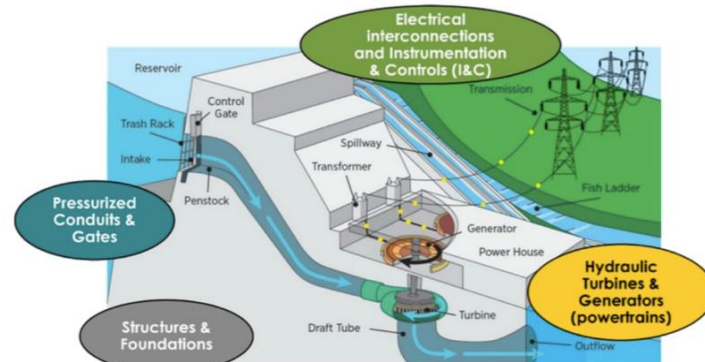 Electrical
interconnections
and Instrumentation
& Controls (I&C)
Reservoir
Transmission
Control
Gate
Trash Rack
Spillway
Intake
Transformer
Fish Ladder
Penstock
Pressurized
Conduits &
Gates
Generator
Power House
Hydraulic
Turbines &
Generators
(powertrains)
Structures &
Foundations
Turbine
Draft Tube
Outflow